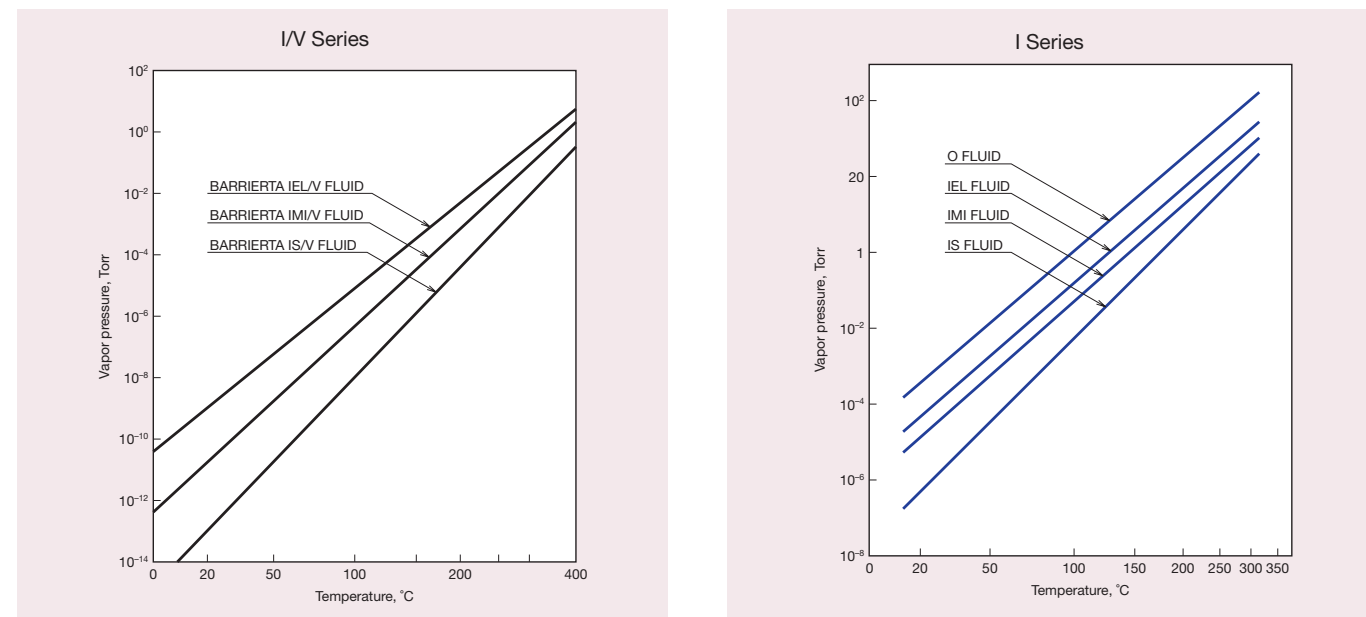 I/V Series
10²
10⁰
10⁻²
10⁻⁴
10⁻⁶
10⁻⁸
10⁻¹⁰
10⁻¹²
10⁻¹⁴
Vapor pressure, Torr
BARRIERTA IEL/V FLUID
BARRIERTA IMI/V FLUID
BARRIERTA IS/V FLUID
0 20 50 100 200 400
Temperature, ˚C
I Series
10²
20
1
10⁻²
10⁻⁴
10⁻⁶
10⁻⁸
Vapor pressure, Torr
O FLUID
IEL FLUID
IMI FLUID
IS FLUID
0 20 50 100 150 200 250 300 350
Temperature, ˚C